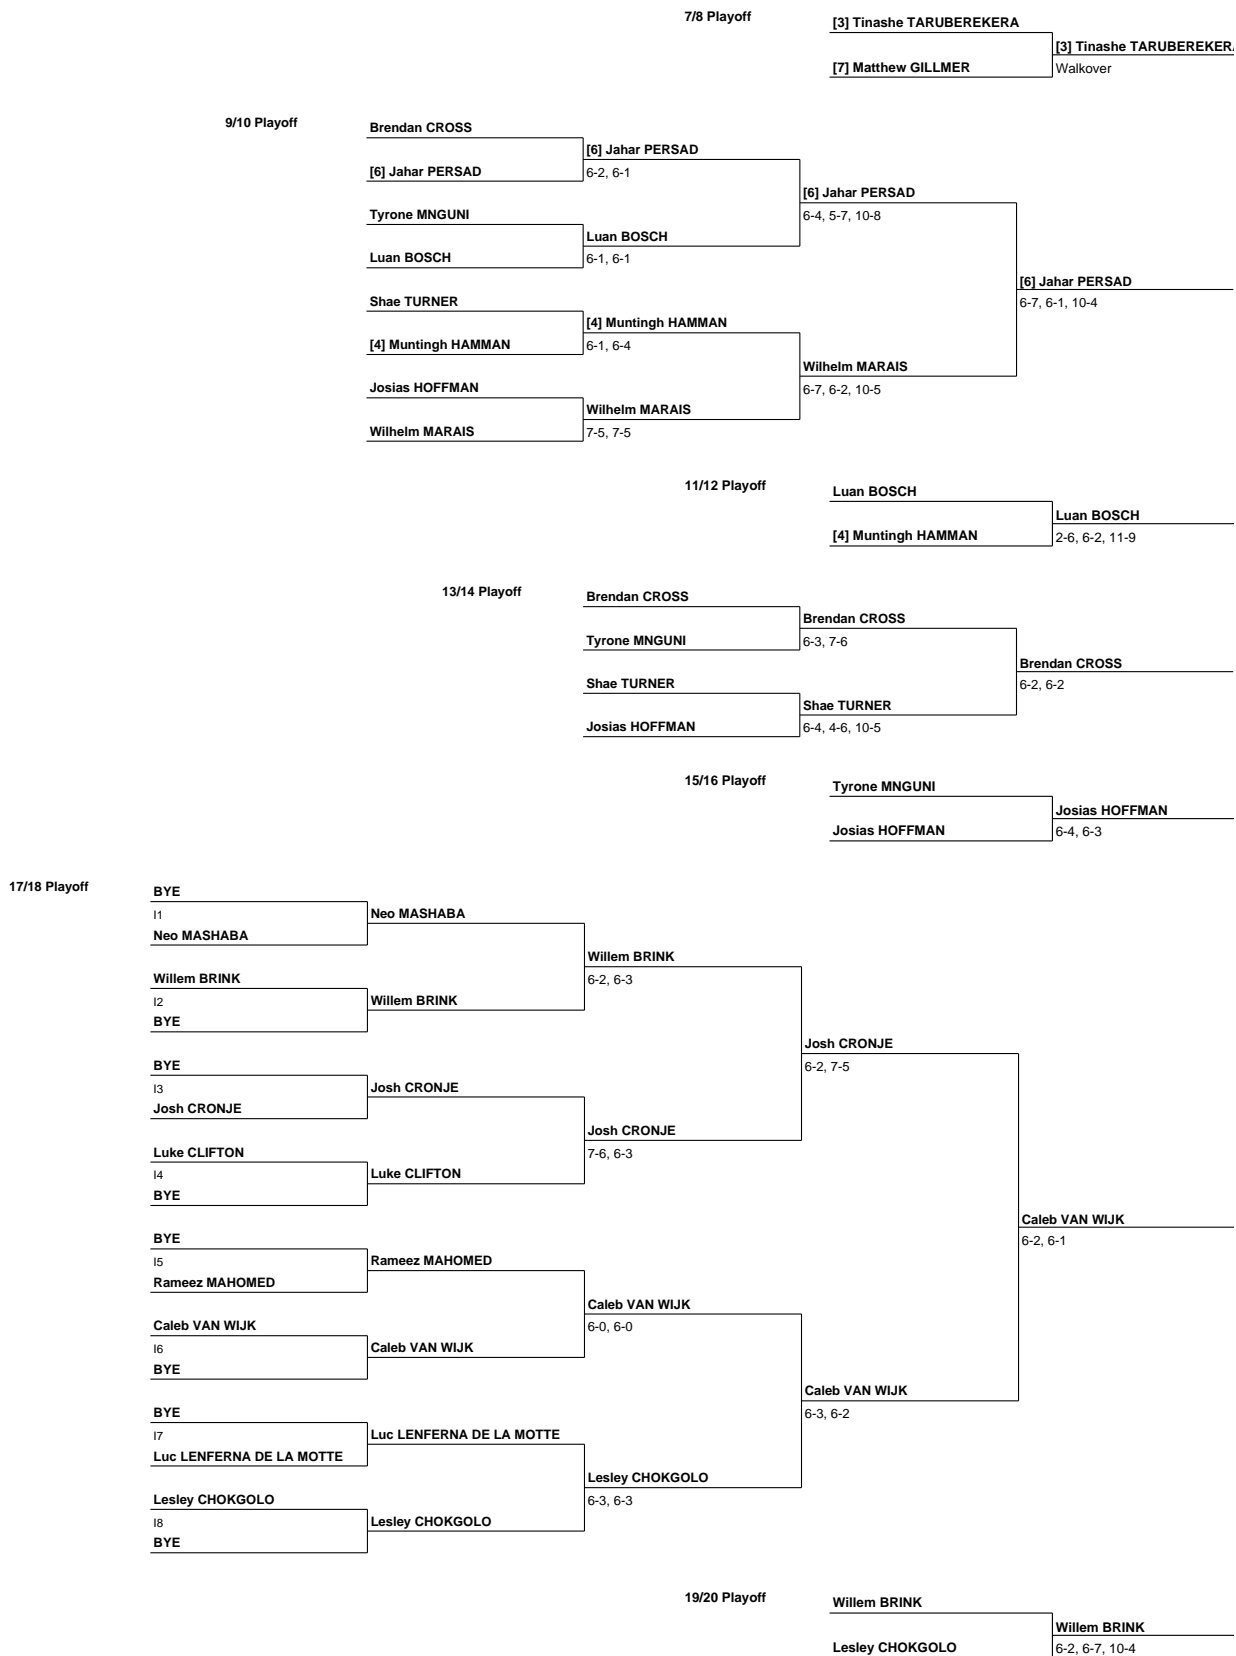 7/8 Playoff
[3] Tinashe TARUBEREKERA
[3] Tinashe TARUBEREKERA
[7] Matthew GILLMER
Walkover
9/10 Playoff
Brendan CROSS
[6] Jahar PERSAD
[6] Jahar PERSAD
6-2, 6-1
[6] Jahar PERSAD
6-4, 5-7, 10-8
Tyrone MNGUNI
Luan BOSCH
Luan BOSCH
6-1, 6-1
[6] Jahar PERSAD
6-7, 6-1, 10-4
Shae TURNER
[4] Muntingh HAMMAN
[4] Muntingh HAMMAN
6-1, 6-4
Wilhelm MARAIS
6-7, 6-2, 10-5
Josias HOFFMAN
Wilhelm MARAIS
Wilhelm MARAIS
7-5, 7-5
11/12 Playoff
Luan BOSCH
Luan BOSCH
[4] Muntingh HAMMAN
2-6, 6-2, 11-9
13/14 Playoff
Brendan CROSS
Brendan CROSS
Tyrone MNGUNI
6-3, 7-6
Brendan CROSS
6-2, 6-2
Shae TURNER
Shae TURNER
Josias HOFFMAN
6-4, 4-6, 10-5
15/16 Playoff
Tyrone MNGUNI
Josias HOFFMAN
Josias HOFFMAN
6-4, 6-3
17/18 Playoff
BYE
I1
Neo MASHABA
Neo MASHABA
Willem BRINK
6-2, 6-3
Willem BRINK
I2
Willem BRINK
BYE
Josh CRONJE
6-2, 7-5
BYE
I3
Josh CRONJE
Josh CRONJE
Josh CRONJE
7-6, 6-3
Luke CLIFTON
I4
Luke CLIFTON
BYE
Caleb VAN WIJK
6-2, 6-1
BYE
I5
Rameez MAHOMED
Rameez MAHOMED
Caleb VAN WIJK
6-0, 6-0
Caleb VAN WIJK
I6
Caleb VAN WIJK
BYE
Caleb VAN WIJK
6-3, 6-2
BYE
I7
Luc LENFERNA DE LA MOTTE
Luc LENFERNA DE LA MOTTE
Lesley CHOKGOLO
6-3, 6-3
Lesley CHOKGOLO
I8
Lesley CHOKGOLO
BYE
19/20 Playoff
Willem BRINK
Willem BRINK
Lesley CHOKGOLO
6-2, 6-7, 10-4